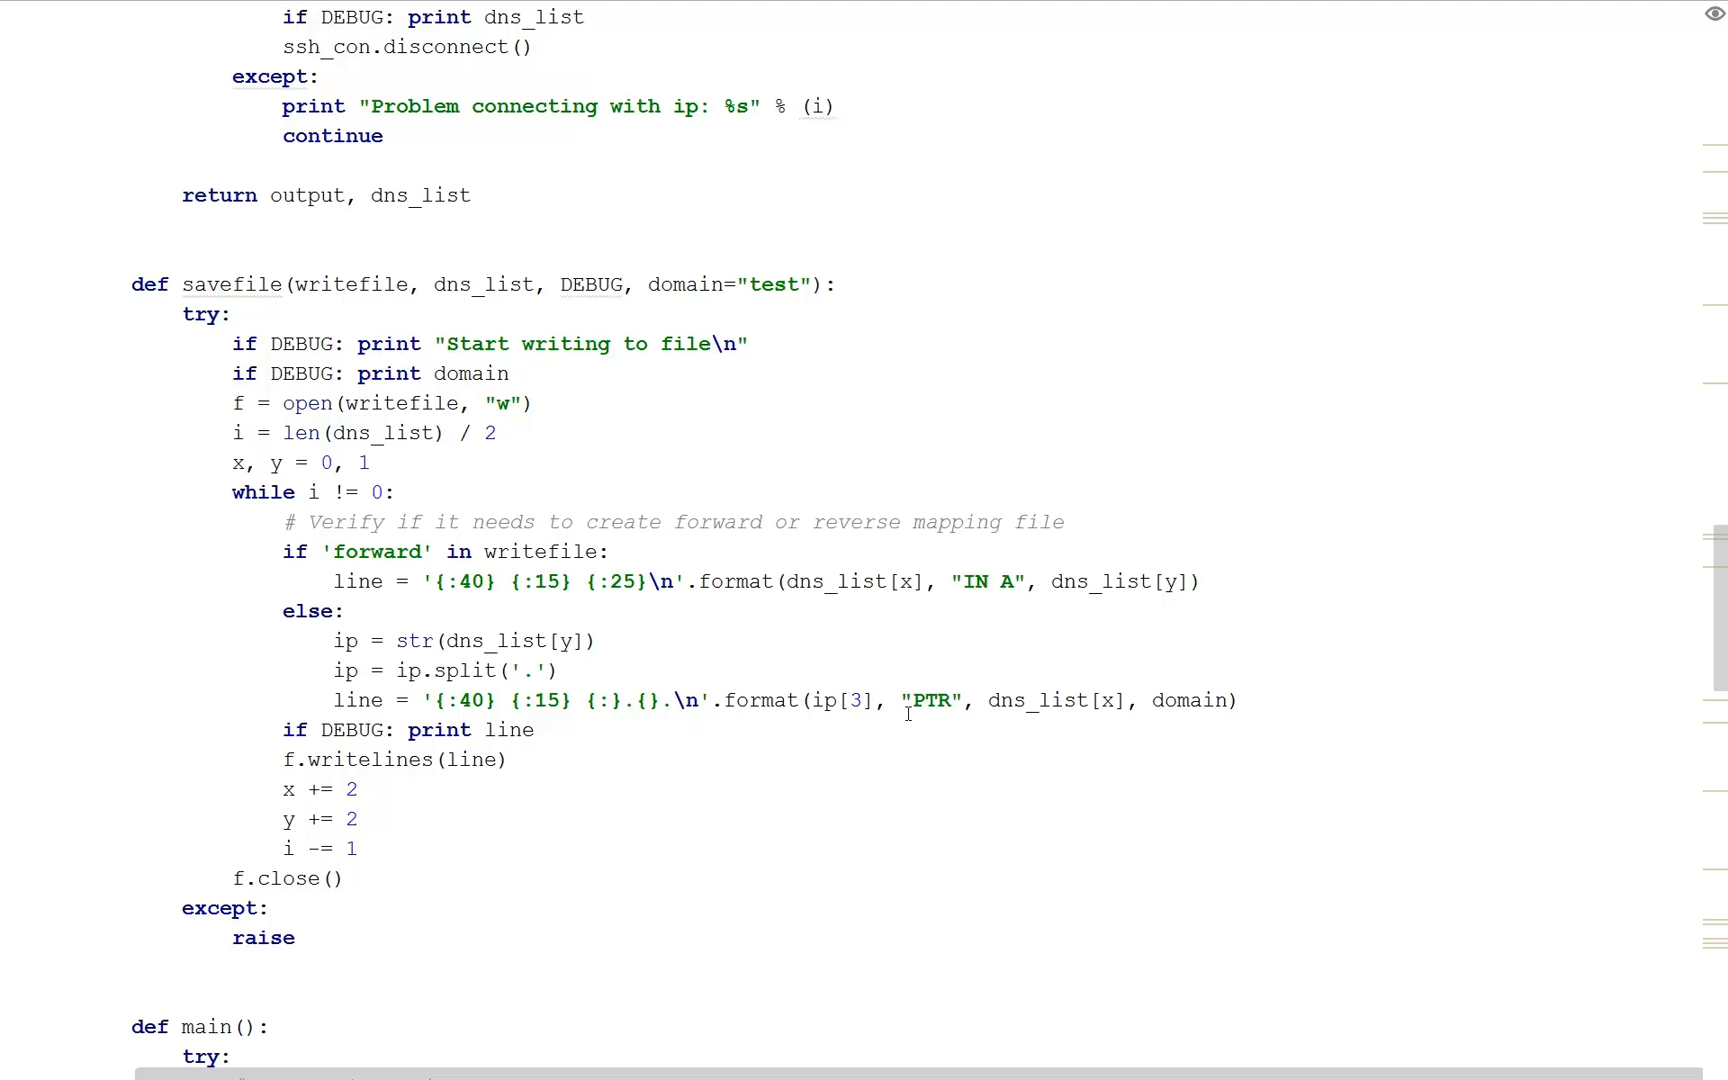 if DEBUG: print dns_list
ssh_con.disconnect()
except:
print "Problem connecting with ip: %s" % (i)
continue
return output, dns_list
def savefile(writefile, dns_list, DEBUG, domain="test"):
try:
if DEBUG: print "Start writing to file\n"
if DEBUG: print domain
f = open(writefile, "w")
i = len(dns_list) / 2
x, y = 0, 1
while i != 0:
# Verify if it needs to create forward or reverse mapping file
if 'forward' in writefile:
line = '{:40} {:15} {:25}\n'.format(dns_list[x], "IN A", dns_list[y])
else:
ip = str(dns_list[y])
ip = ip.split('.')
line = '{:40} {:15} {:}.{}.\n'.format(ip[3], "PTR", dns_list[x], domain)
if DEBUG: print line
f.writelines(line)
x += 2
y += 2
i -= 1
f.close()
except:
raise
def main():
try: